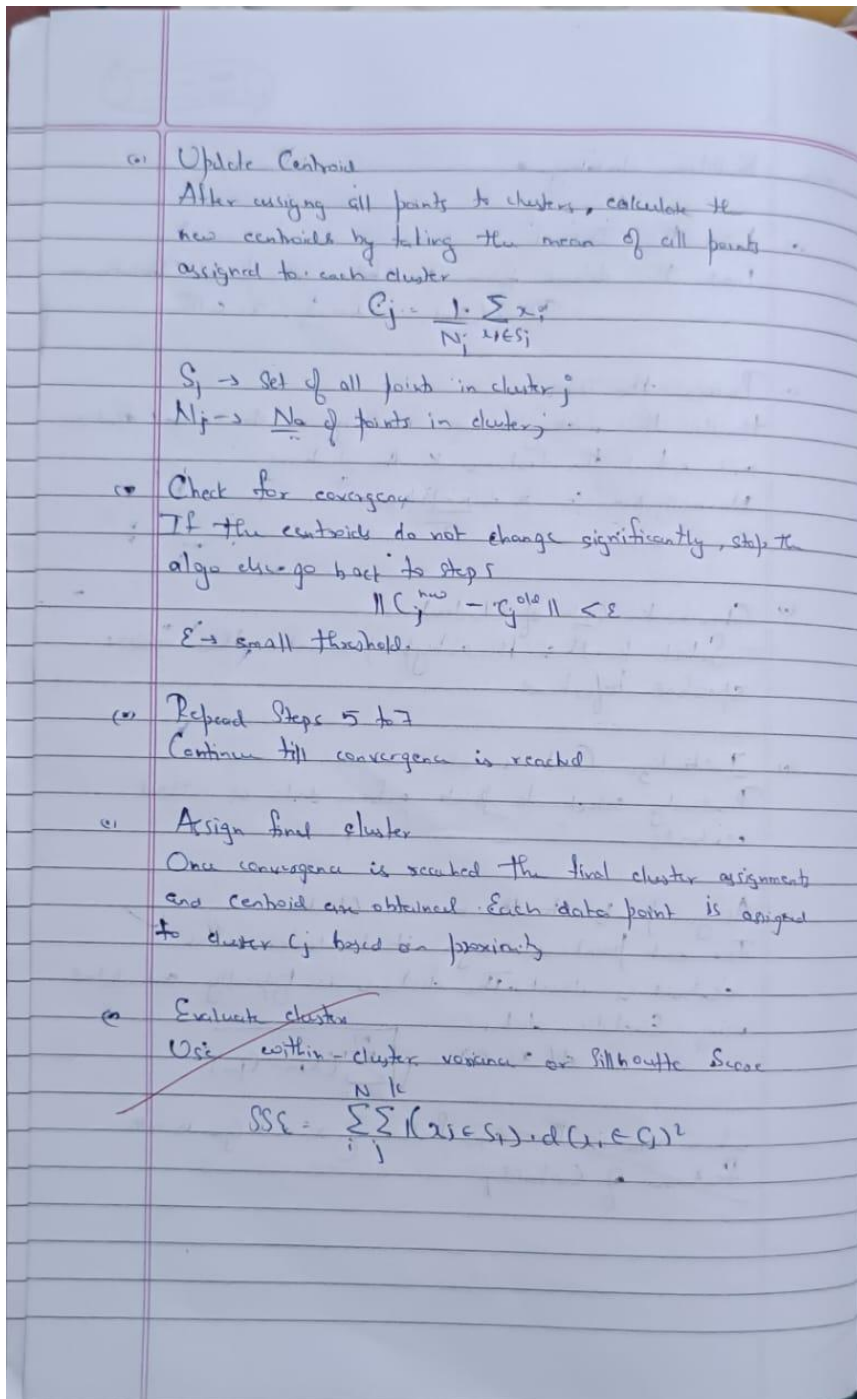 Update Centroid
After assigng all points to clusters, calculate the
new centroids by taking the mean of all points
assigned to each cluster
Cj = 1/Nj . Σ xi∈Sj xi
Sj → Set of all points in cluster j
Nj → No of points in cluster j
Check for covergency
If the centroids do not change significantly, stop the
algo else go back to step 5
|| Cj^new - Cj^old || < ε
ε → small threshold.
Repead Steps 5 to 7
Continue till convergence is reached
Assign final cluster
Once convergence is reached the final cluster assignments
and centroid are obtained. Each data point is assigned
to cluster Cj based on proximity
Evaluate cluster
Use within-cluster variance or Silhoutte Score
SSE = Σ i^N Σ j^k 1(xi ∈ Sj) . d(xi ∈ Cj)²